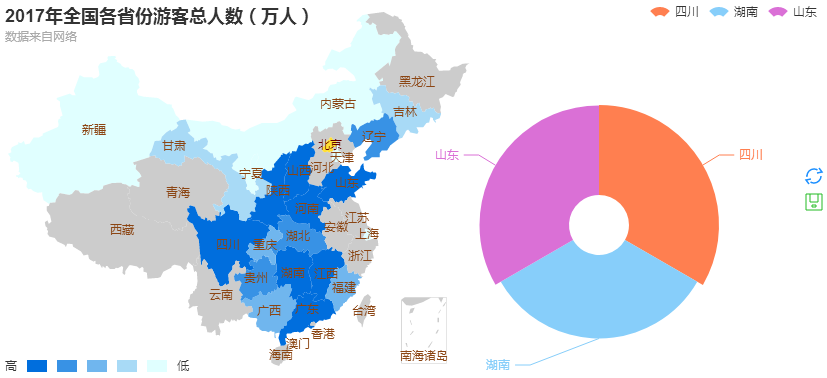 2017年全国各省份游客总人数（万人）
数据来自网络
四川
湖南
山东
黑龙江
内蒙古
吉林
新疆
辽宁
甘肃
北京
天津
宁夏
山西
河北
山东
青海
陕西
河南
江苏
西藏
安徽
上海
四川
重庆
湖北
浙江
贵州
湖南
江西
福建
云南
广西
广东
台湾
香港
澳门
海南
南海诸岛
高
低
山东
四川
湖南